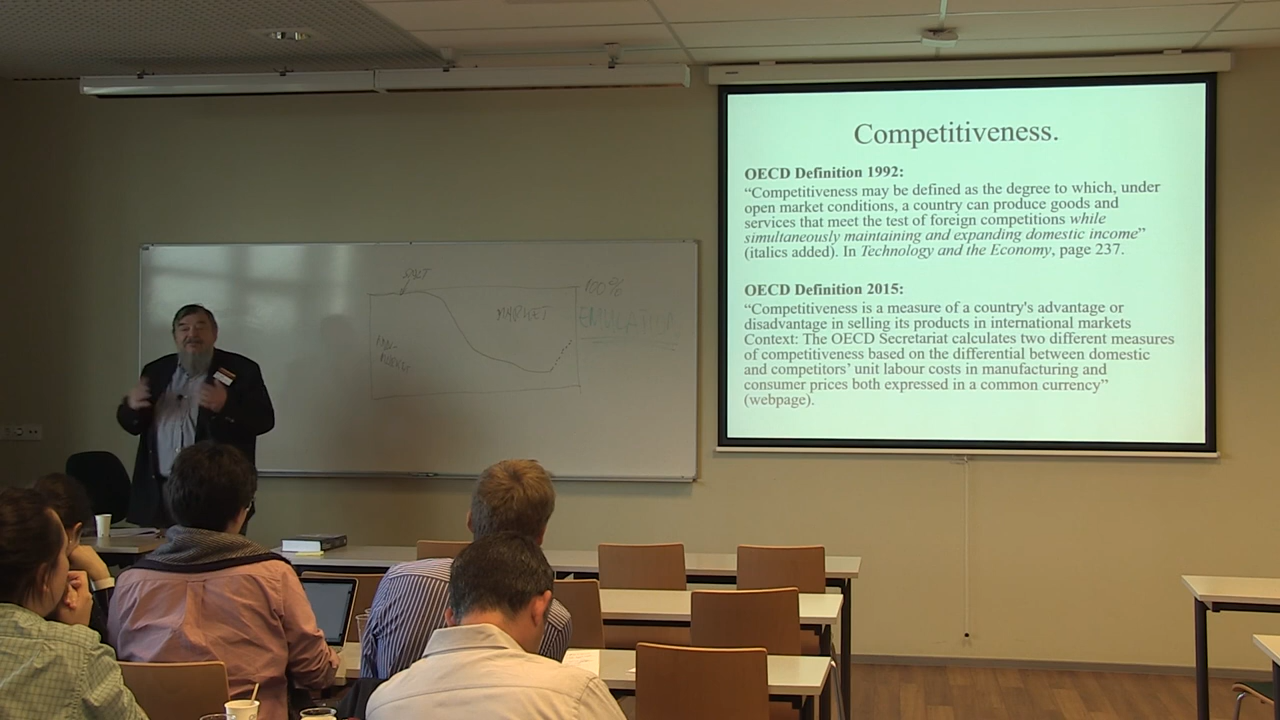 SALT
100%
MARKET
EMULATION
Competitiveness.
OECD Definition 1992:
“Competitiveness may be defined as the degree to which, under
open market conditions, a country can produce goods and
services that meet the test of foreign competitions while
simultaneously maintaining and expanding domestic income”
(italics added). In Technology and the Economy, page 237.
OECD Definition 2015:
“Competitiveness is a measure of a country's advantage or
disadvantage in selling its products in international markets
Context: The OECD Secretariat calculates two different measures
of competitiveness based on the differential between domestic
and competitors’ unit labour costs in manufacturing and
consumer prices both expressed in a common currency”
(webpage).